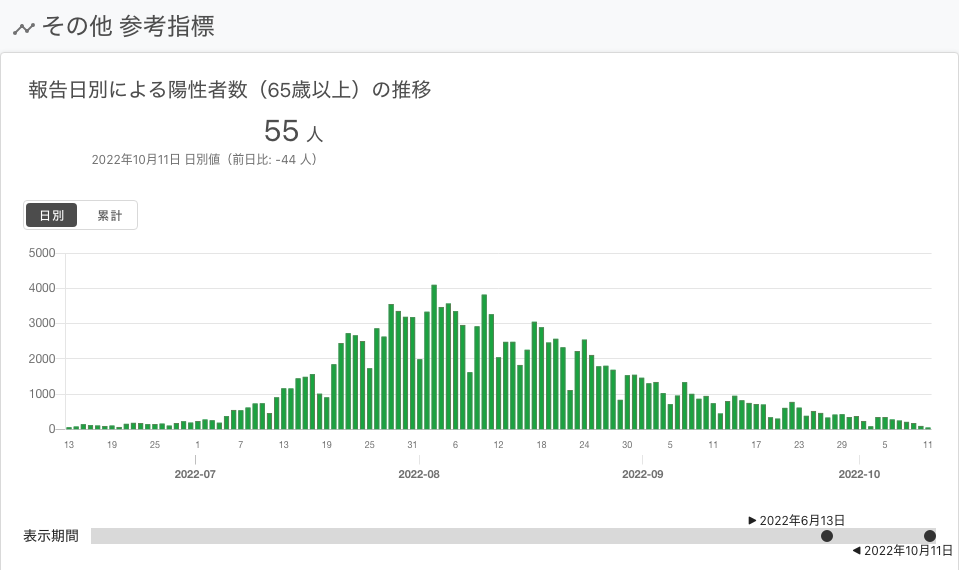 その他 参考指標
報告日別による陽性者数（65歳以上）の推移
55 人
2022年10月11日 日別値（前日比: -44 人）
日別 累計
5000
4000
3000
2000
1000
0
13 19 25 1 7 13 19 25 31 6 12 18 24 30 5 11 17 23 29 5 11
2022-07 2022-08 2022-09 2022-10
▶ 2022年6月13日
表示期間
◀ 2022年10月11日